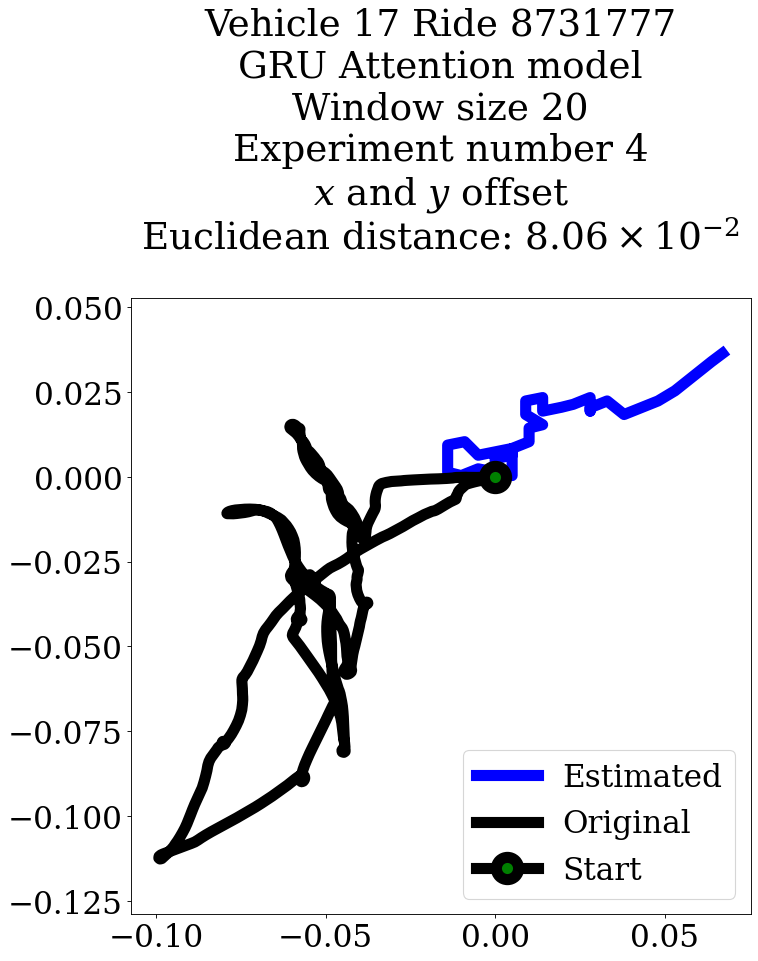 Vehicle 17 Ride 8731777
GRU Attention model
Window size 20
Experiment number 4
x and y offset
Euclidean distance: 8.06 × 10⁻²
0.050
0.025
0.000
−0.025
−0.050
−0.075
−0.100
−0.125
Estimated
Original
Start
−0.10 −0.05 0.00 0.05